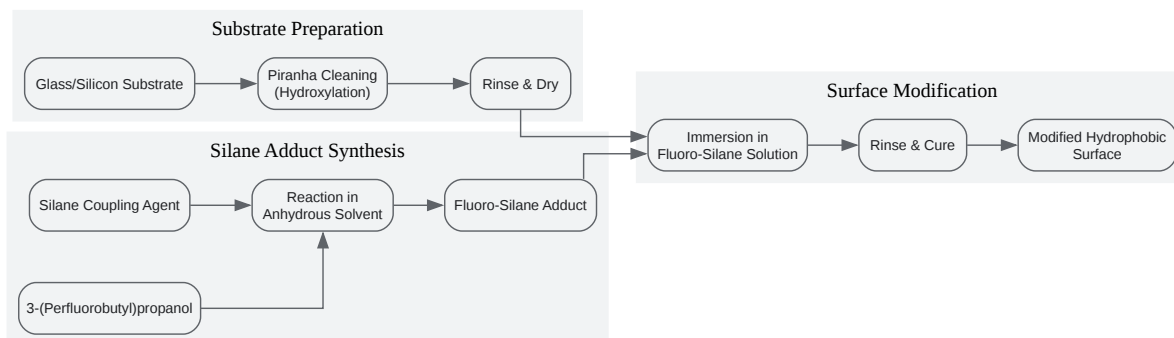 Substrate Preparation
Glass/Silicon Substrate
Piranha Cleaning
(Hydroxylation)
Rinse & Dry
Silane Adduct Synthesis
Silane Coupling Agent
Reaction in
Anhydrous Solvent
Fluoro-Silane Adduct
3-(Perfluorobutyl)propanol
Surface Modification
Immersion in
Fluoro-Silane Solution
Rinse & Cure
Modified Hydrophobic
Surface